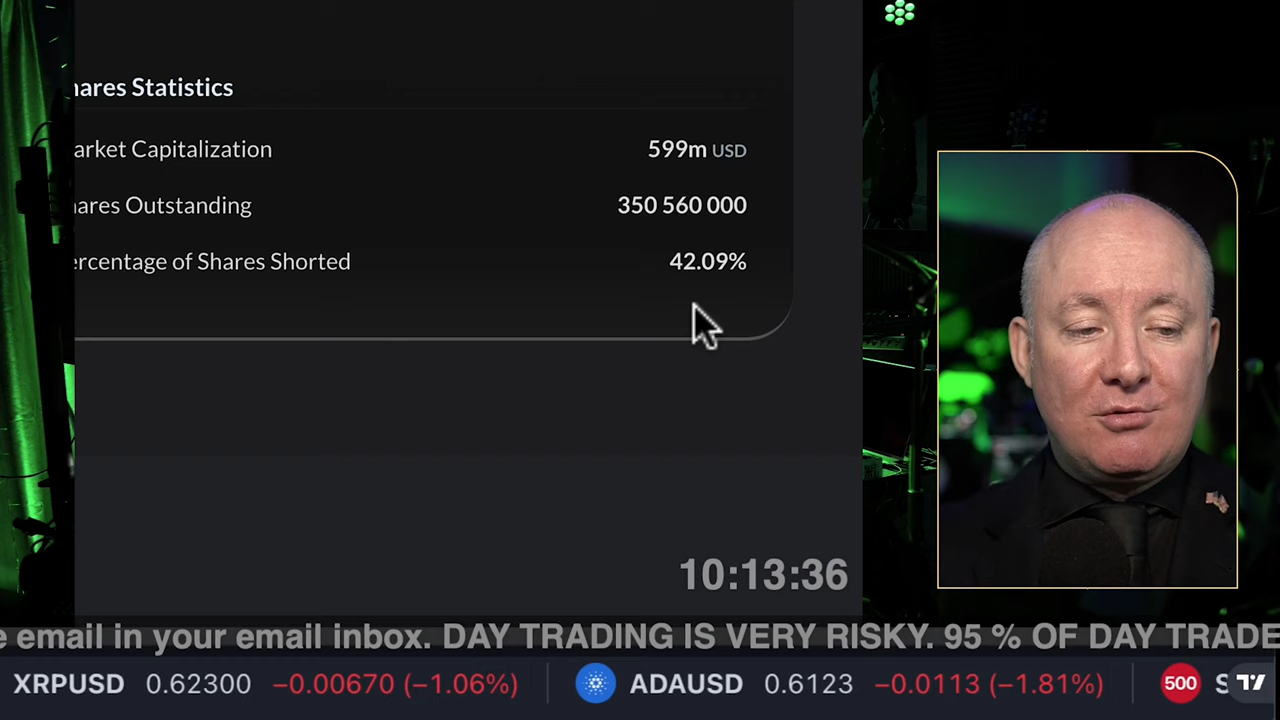 hares Statistics
arket Capitalization 599m USD
hares Outstanding 350 560 000
ercentage of Shares Shorted 42.09%
10:13:36
e email in your email inbox. DAY TRADING IS VERY RISKY. 95 % OF DAY TRADE
XRPUSD 0.62300 −0.00670 (−1.06%) ADAUSD 0.6123 −0.0113 (−1.81%) 500 S